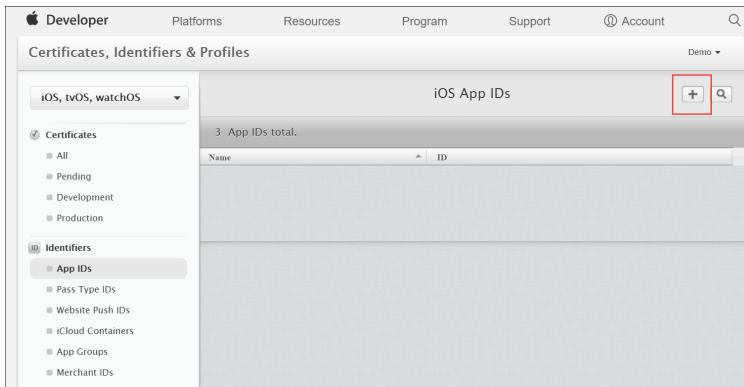 Developer Platforms Resources Program Support Account
Certificates, Identifiers & Profiles Demo
iOS, tvOS, watchOS
iOS App IDs
Certificates
All
Pending
Development
Production
ID Identifiers
App IDs
Pass Type IDs
Website Push IDs
iCloud Containers
App Groups
Merchant IDs
3 App IDs total.
Name ID